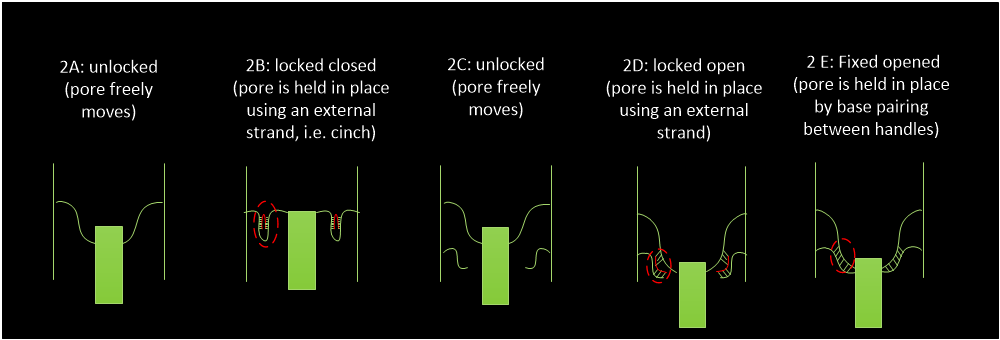 2A: unlocked
(pore freely
moves)
2B: locked closed
(pore is held in place
using an external
strand, i.e. cinch)
2C: unlocked
(pore freely
moves)
2D: locked open
(pore is held in place
using an external
strand)
2 E: Fixed opened
(pore is held in place
by base pairing
between handles)